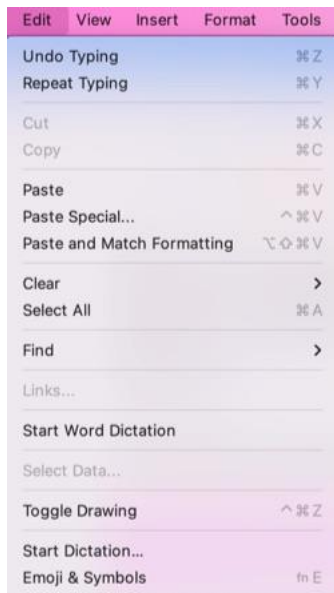 Edit View Insert Format Tools
Undo Typing ⌘Z
Repeat Typing ⌘Y
Cut ⌘X
Copy ⌘C
Paste ⌘V
Paste Special... ^⌘V
Paste and Match Formatting ⌥⇧⌘V
Clear >
Select All ⌘A
Find >
Links...
Start Word Dictation
Select Data...
Toggle Drawing ^⌘Z
Start Dictation...
Emoji & Symbols fn E